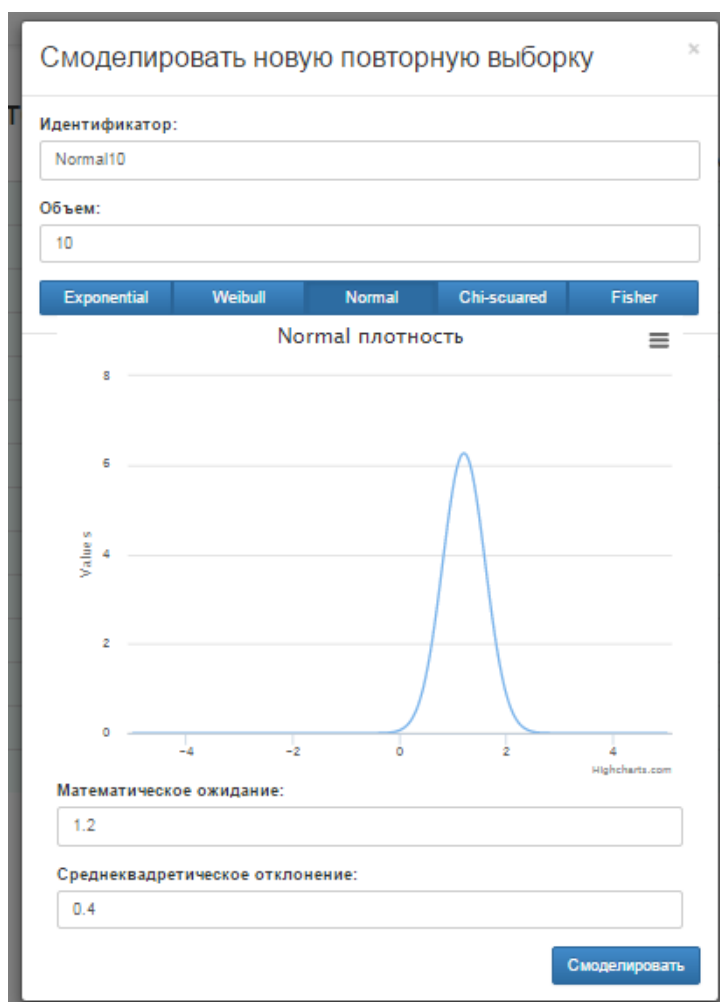 Смоделировать новую повторную выборку ×
Т
Идентификатор:
Normal10
Объем:
10
Exponential Weibull Normal Chi-scuared Fisher
Normal плотность
8
6
4
2
0
Values
-4 -2 0 2 4
Highcharts.com
Математическое ожидание:
1.2
Среднеквадретическое отклонение:
0.4
Смоделировать